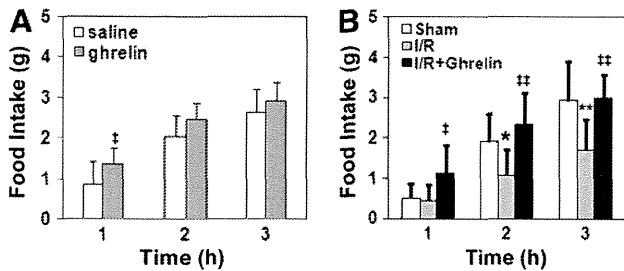 A
saline
ghrelin
Food Intake (g)
5
4
3
2
1
0
‡
1 2 3
Time (h)
B
Sham
I/R
I/R+Ghrelin
Food Intake (g)
5
4
3
2
1
0
‡
*
‡‡
**
‡‡
1 2 3
Time (h)